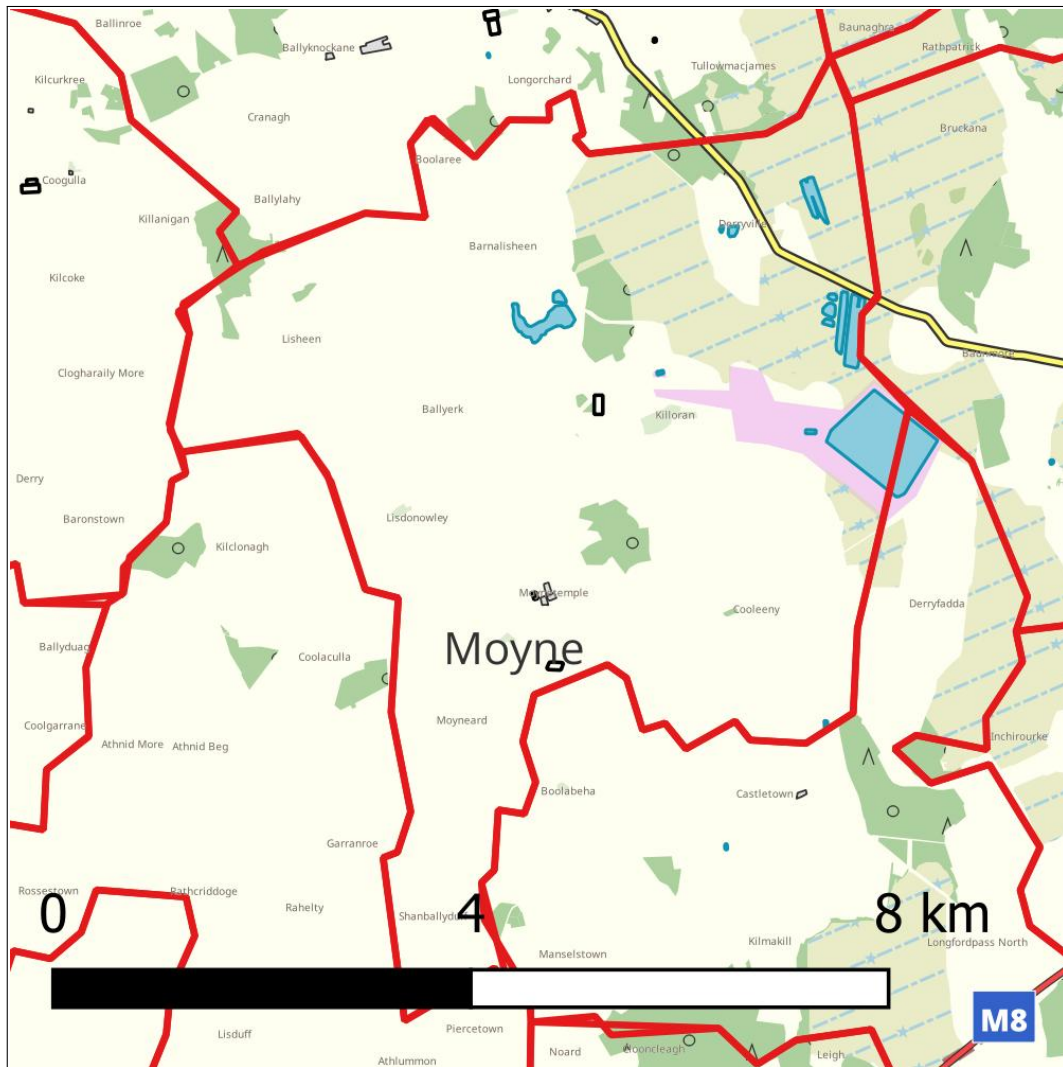 Ballinroe
Baunaghra
Rathpatrick
Ballyknockane
Tullowmacjames
Longorchard
Kilcurkree
Cranagh
Bruckana
Boolaree
Coogulla
Ballylahy
Killanigan
Derryville
Barnalisheen
Kilcoke
Lisheen
Clogharaily More
Ballyerk
Killoran
Derry
Baronstown
Lisdonowley
Kilclonagh
Moynetemple
Cooleeny
Derryfadda
Ballyduag
Coolaculla
Moyne
Coolgarrane
Athnid More
Athnid Beg
Moyneard
Inchirourke
Boolabeha
Castletown
Garranroe
Rossestown
Rathcriddoge
Rahelty
0
4
8 km
Kilmakill
Longfordpass North
Manselstown
M8
Lisduff
Piercetown
Athlummon
Noard
Leigh